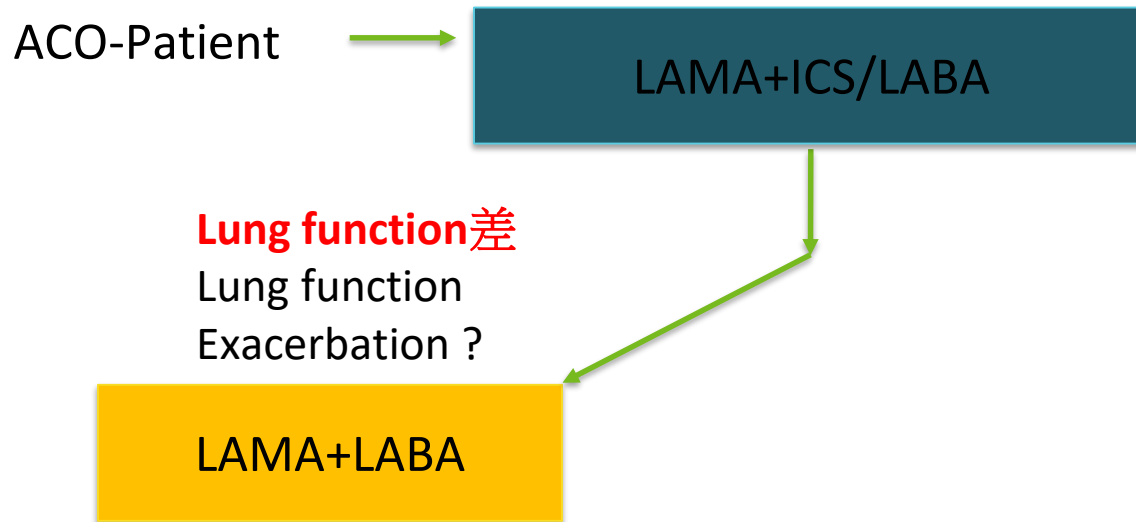 ACO-Patient
LAMA+ICS/LABA
Lung function差
Lung function
Exacerbation ?
LAMA+LABA